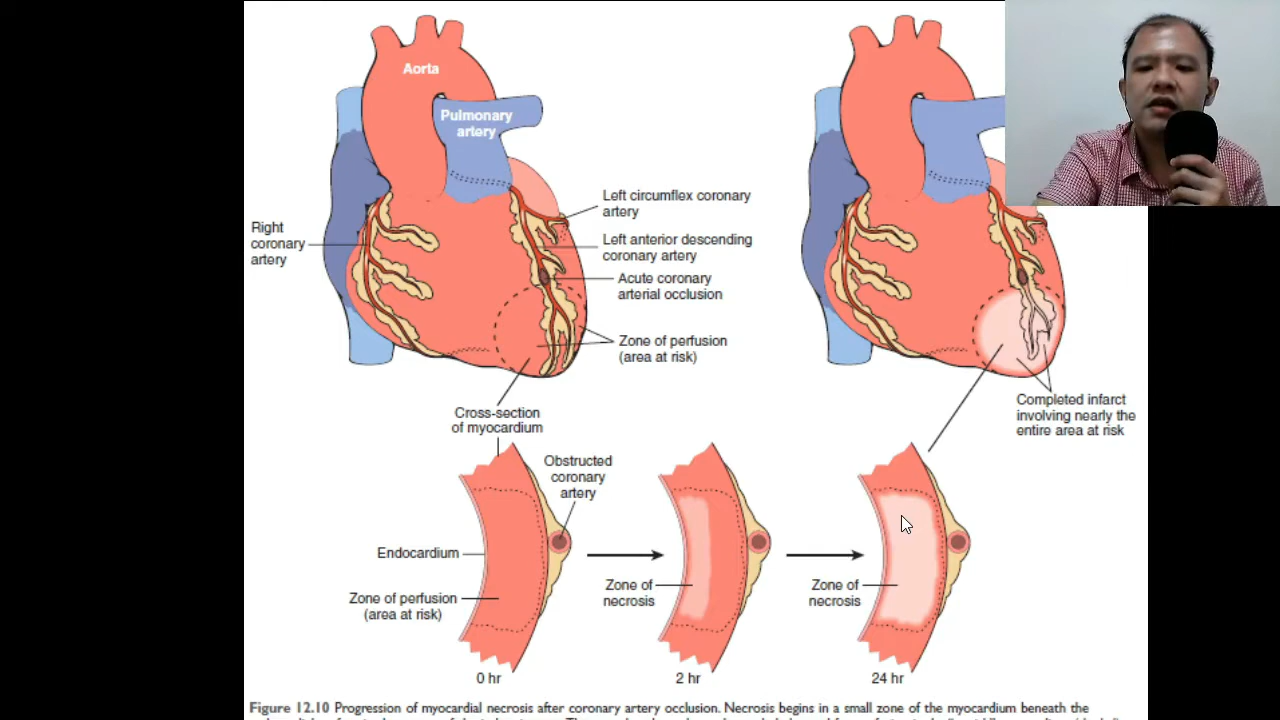 Aorta
Pulmonary
artery
Left circumflex coronary
artery
Right
coronary
artery
Left anterior descending
coronary artery
Acute coronary
arterial occlusion
Zone of perfusion
(area at risk)
Completed infarct
involving nearly the
entire area at risk
Cross-section
of myocardium
Obstructed
coronary
artery
Endocardium
Zone of perfusion
(area at risk)
Zone of
necrosis
Zone of
necrosis
0 hr
2 hr
24 hr
Figure 12.10 Progression of myocardial necrosis after coronary artery occlusion. Necrosis begins in a small zone of the myocardium beneath the